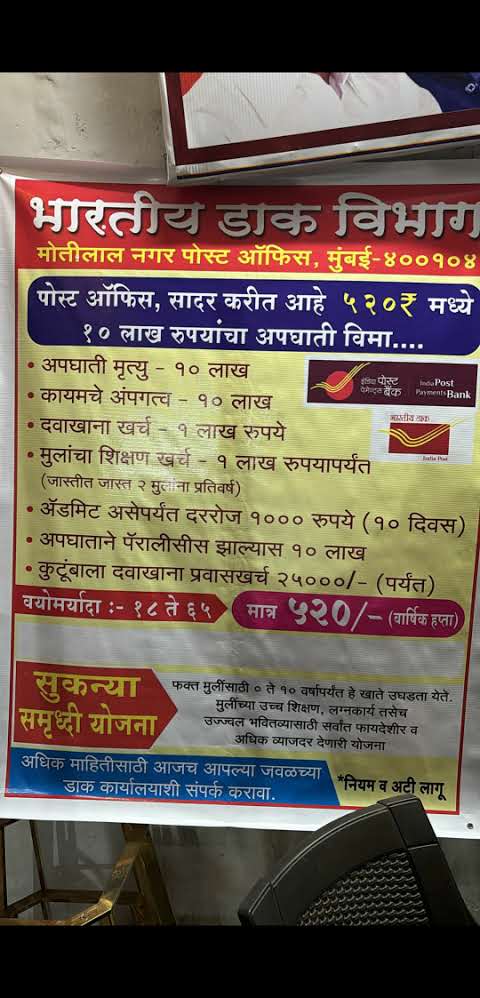 भारतीय डाक विभाग
मोतीलाल नगर पोस्ट ऑफिस, मुंबई-४००१०४
पोस्ट ऑफिस, सादर करीत आहे ५२०₹ मध्ये
१० लाख रुपयांचा अपघाती विमा....
• अपघाती मृत्यु - १० लाख
• कायमचे अंपगत्व - १० लाख
• दवाखाना खर्च - १ लाख रुपये
• मुलांचा शिक्षण खर्च - १ लाख रुपयापर्यंत
(जास्तीत जास्त २ मुलांना प्रतिवर्ष)
• ॲडमिट असेपर्यंत दररोज १००० रुपये (१० दिवस)
• अपघाताने पॅरालीसीस झाल्यास १० लाख
• कुटूंबाला दवाखाना प्रवासखर्च २५०००/- (पर्यंत)
इंडिया पोस्ट
पेमेन्ट्स बैंक
India Post
Payments Bank
भारतीय डाक
India Post
वयोमर्यादा :- १८ ते ६५
मात्र ५२०/- (वार्षिक हप्ता)
सुकन्या
समृध्दी योजना
फक्त मुलींसाठी ० ते १० वर्षापर्यंत हे खाते उघडता येते.
मुलींच्या उच्च शिक्षण, लग्नकार्य तसेच
उज्ज्वल भवितव्यासाठी सर्वात फायदेशीर व
अधिक व्याजदर देणारी योजना
अधिक माहितीसाठी आजच आपल्या जवळच्या
डाक कार्यालयाशी संपर्क करावा.
*नियम व अटी लागू